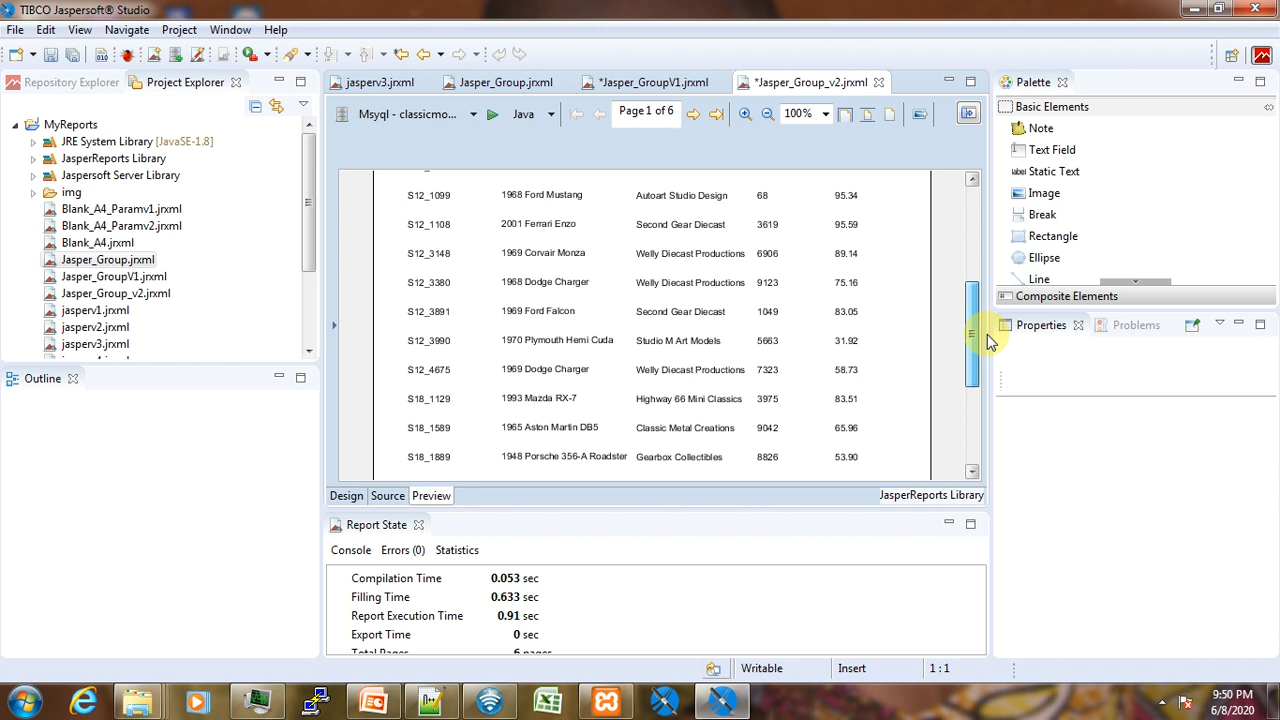 TIBCO Jaspersoft® Studio
File Edit View Navigate Project Window Help
Repository Explorer Project Explorer
MyReports
JRE System Library [JavaSE-1.8]
JasperReports Library
Jaspersoft Server Library
img
Blank_A4_Paramv1.jrxml
Blank_A4_Paramv2.jrxml
Blank_A4.jrxml
Jasper_Group.jrxml
Jasper_GroupV1.jrxml
Jasper_Group_v2.jrxml
jasperv1.jrxml
jasperv2.jrxml
jasperv3.jrxml
Outline
jasperv3.jrxml Jasper_Group.jrxml *Jasper_GroupV1.jrxml *Jasper_Group_v2.jrxml
Msyql - classicmo... Java Page 1 of 6 100%
S12_1099 1968 Ford Mustang Autoart Studio Design 68 95.34
S12_1108 2001 Ferrari Enzo Second Gear Diecast 3619 95.59
S12_3148 1969 Corvair Monza Welly Diecast Productions 6906 89.14
S12_3380 1968 Dodge Charger Welly Diecast Productions 9123 75.16
S12_3891 1969 Ford Falcon Second Gear Diecast 1049 83.05
S12_3990 1970 Plymouth Hemi Cuda Studio M Art Models 5663 31.92
S12_4675 1969 Dodge Charger Welly Diecast Productions 7323 58.73
S18_1129 1993 Mazda RX-7 Highway 66 Mini Classics 3975 83.51
S18_1589 1965 Aston Martin DB5 Classic Metal Creations 9042 65.96
S18_1889 1948 Porsche 356-A Roadster Gearbox Collectibles 8826 53.90
Design Source Preview JasperReports Library
Report State
Console Errors (0) Statistics
Compilation Time 0.053 sec
Filling Time 0.633 sec
Report Execution Time 0.91 sec
Export Time 0 sec
Total Pages 6 pages
Palette
Basic Elements
Note
Text Field
Static Text
Image
Break
Rectangle
Ellipse
Line
Composite Elements
Properties Problems
Writable Insert 1 : 1
9:50 PM
6/8/2020